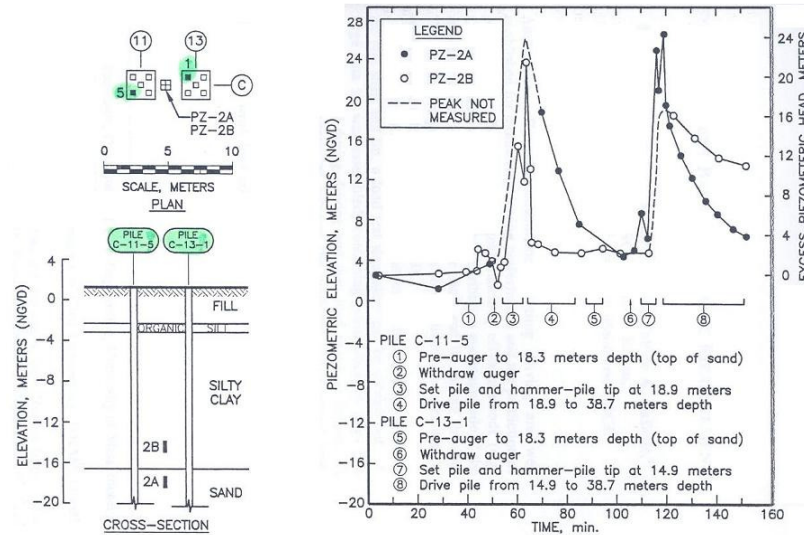 11
13
1
5
C
PZ-2A
PZ-2B
0
5
10
SCALE, METERS
PLAN
PILE
C-11-5
PILE
C-13-1
ELEVATION, METERS (NGVD)
4
0
-4
-8
-12
-16
-20
FILL
ORGANIC SILT
SILTY
CLAY
2B
2A
SAND
CROSS-SECTION
PIEZOMETRIC ELEVATION, METERS (NGVD)
28
24
20
16
12
8
4
0
-4
-8
-12
-16
-20
LEGEND
PZ-2A
PZ-2B
PEAK NOT
MEASURED
EXCESS PIEZOMETRIC HEAD, METERS
24
20
16
12
8
4
0
1 2 3 4 5 6 7 8
PILE C-11-5
① Pre-auger to 18.3 meters depth (top of sand)
② Withdraw auger
③ Set pile and hammer-pile tip at 18.9 meters
④ Drive pile from 18.9 to 38.7 meters depth
PILE C-13-1
⑤ Pre-auger to 18.3 meters depth (top of sand)
⑥ Withdraw auger
⑦ Set pile and hammer-pile tip at 14.9 meters
⑧ Drive pile from 14.9 to 38.7 meters depth
0 20 40 60 80 100 120 140 160
TIME, min.